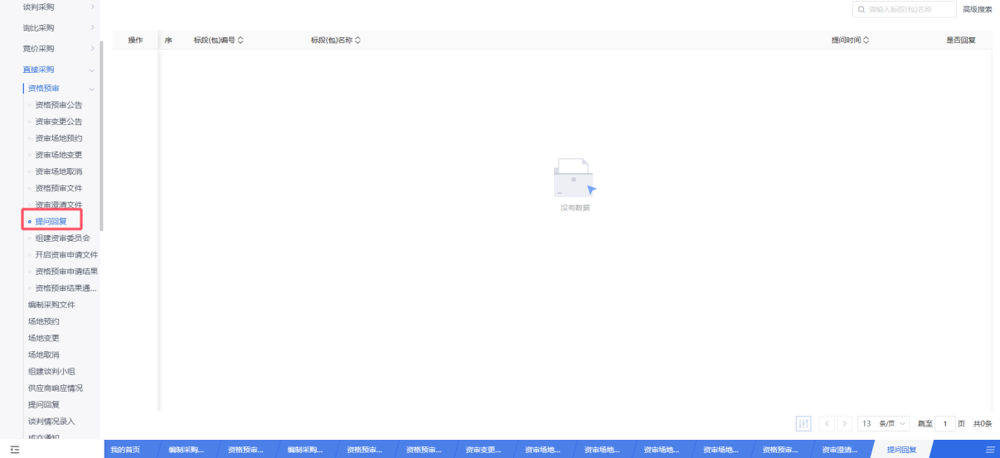 谈判采购
询比采购
竞价采购
直接采购
资格预审
资格预审公告
资审变更公告
资审场地预约
资审场地变更
资审场地取消
资格预审文件
资审澄清文件
提问回复
组建资审委员会
开启资审申请文件
资格预审申请结果
资格预审结果通...
编制采购文件
场地预约
场地变更
场地取消
组建谈判小组
供应商响应情况
提问回复
谈判情况录入
成交通知
请输入标段(包)名称 高级搜索
操作 序 标段(包)编号 标段(包)名称 提问时间 是否回复
没有数据
13 条/页 跳至 1 页 共0条
我的首页 编制采购... 资格预审... 编制采购... 资格预审... 资格预审... 资审变更... 资审场地... 资审场地... 资审场地... 资审场地... 资格预审... 资审澄清... 提问回复